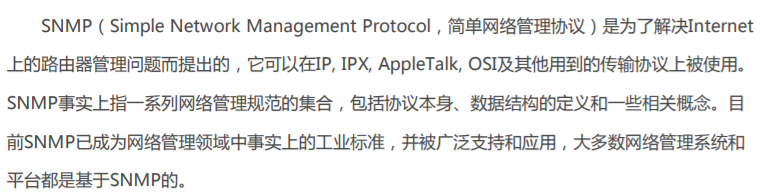 SNMP（Simple Network Management Protocol，简单网络管理协议）是为了解决Internet
上的路由器管理问题而提出的，它可以在IP, IPX, AppleTalk, OSI及其他用到的传输协议上被使用。
SNMP事实上指一系列网络管理规范的集合，包括协议本身、数据结构的定义和一些相关概念。目
前SNMP已成为网络管理领域中事实上的工业标准，并被广泛支持和应用，大多数网络管理系统和
平台都是基于SNMP的。